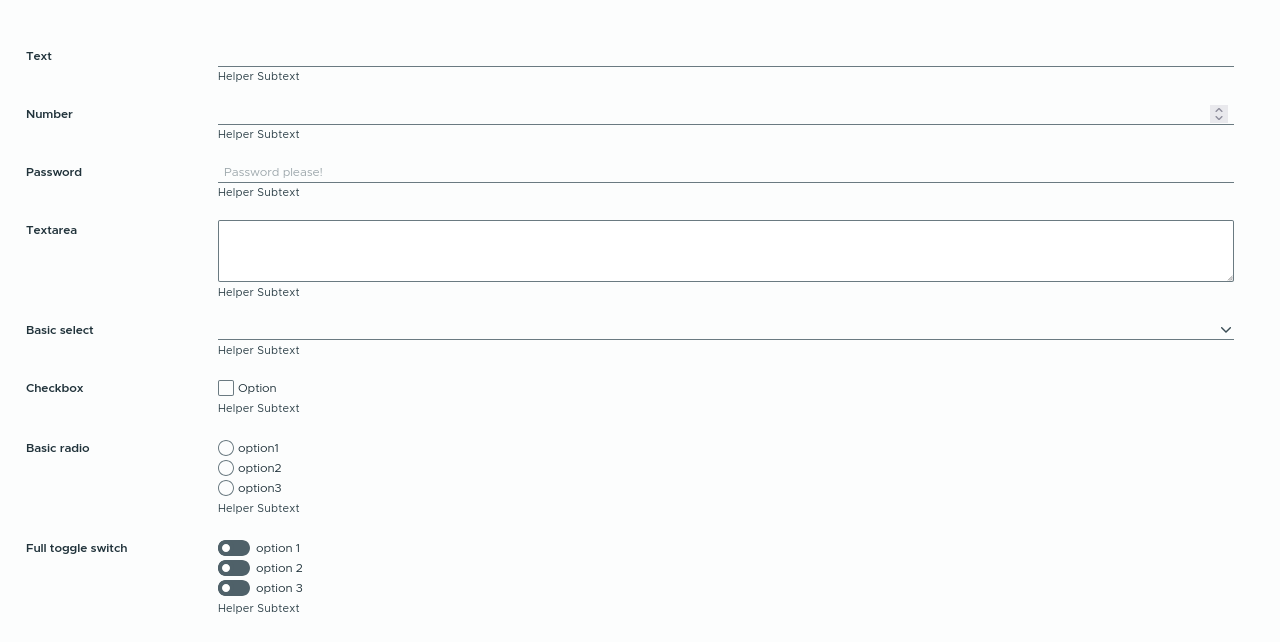 Text
Helper Subtext
Number
Helper Subtext
Password Password please!
Helper Subtext
Textarea
Helper Subtext
Basic select
Helper Subtext
Checkbox Option
Helper Subtext
Basic radio option1
option2
option3
Helper Subtext
Full toggle switch option 1
option 2
option 3
Helper Subtext